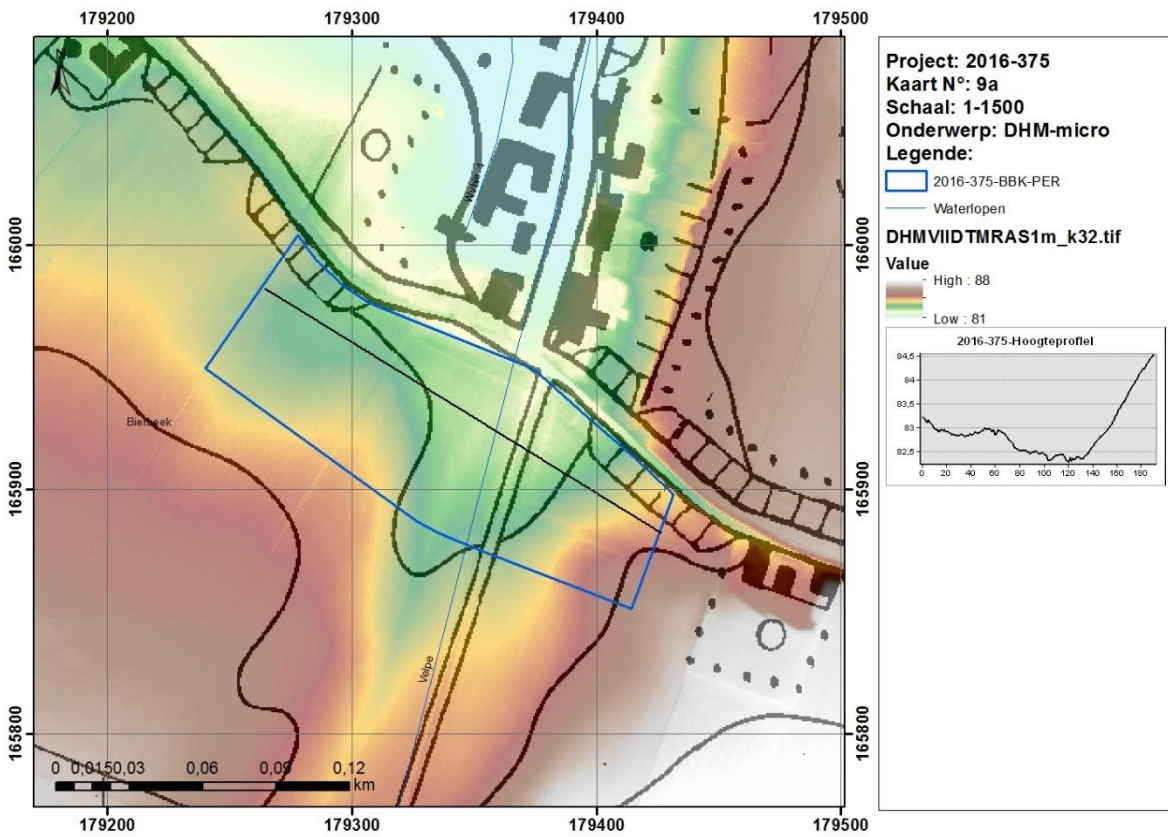 179200 179300 179400 179500
166000
165900
165800
166000
165900
165800
Water-A
Bierbeek
Velpe
0 0,015 0,03 0,06 0,09 0,12
km
179200 179300 179400 179500
Project: 2016-375
Kaart N°: 9a
Schaal: 1-1500
Onderwerp: DHM-micro
Legende:
2016-375-BBK-PER
Waterlopen
DHMVIIDTMRAS1m_k32.tif
Value
High : 88
Low : 81
2016-375-Hoogteprofiel
84,5
84
83,5
83
82,5
0 20 40 60 80 100 120 140 160 180